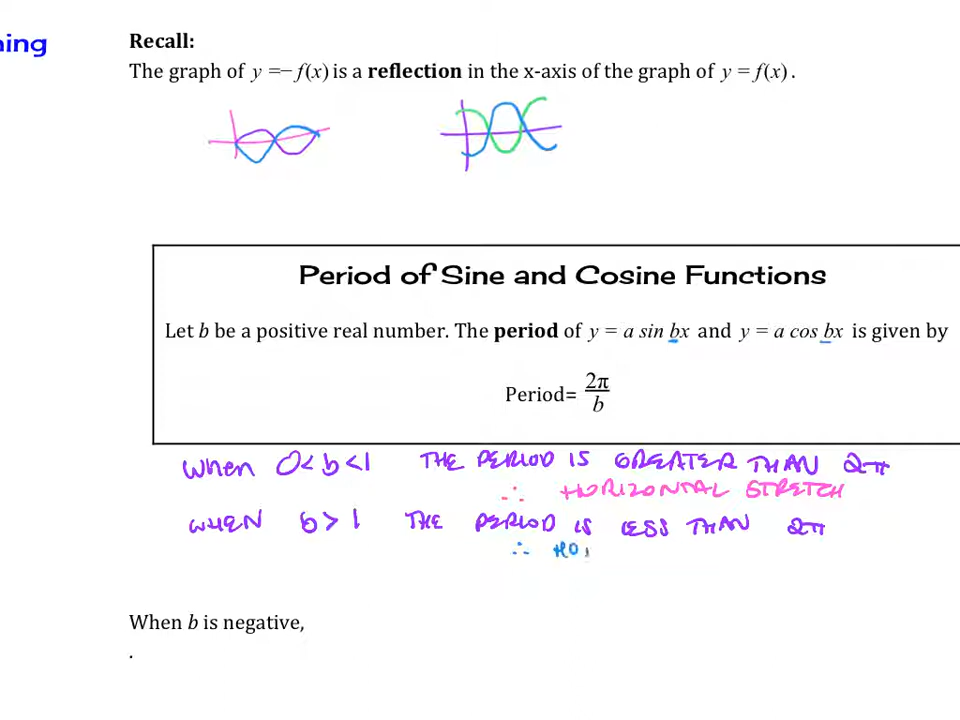 ning
Recall:
The graph of y =− f(x) is a reflection in the x-axis of the graph of y = f(x) .
Period of Sine and Cosine Functions
Let b be a positive real number. The period of y = a sin bx and y = a cos bx is given by
Period= 2π/b
When 0 < b < 1 THE PERIOD IS GREATER THAN 2π
∴ HORIZONTAL STRETCH
WHEN b > 1 THE PERIOD IS LESS THAN 2π
∴ HO
When b is negative,
.